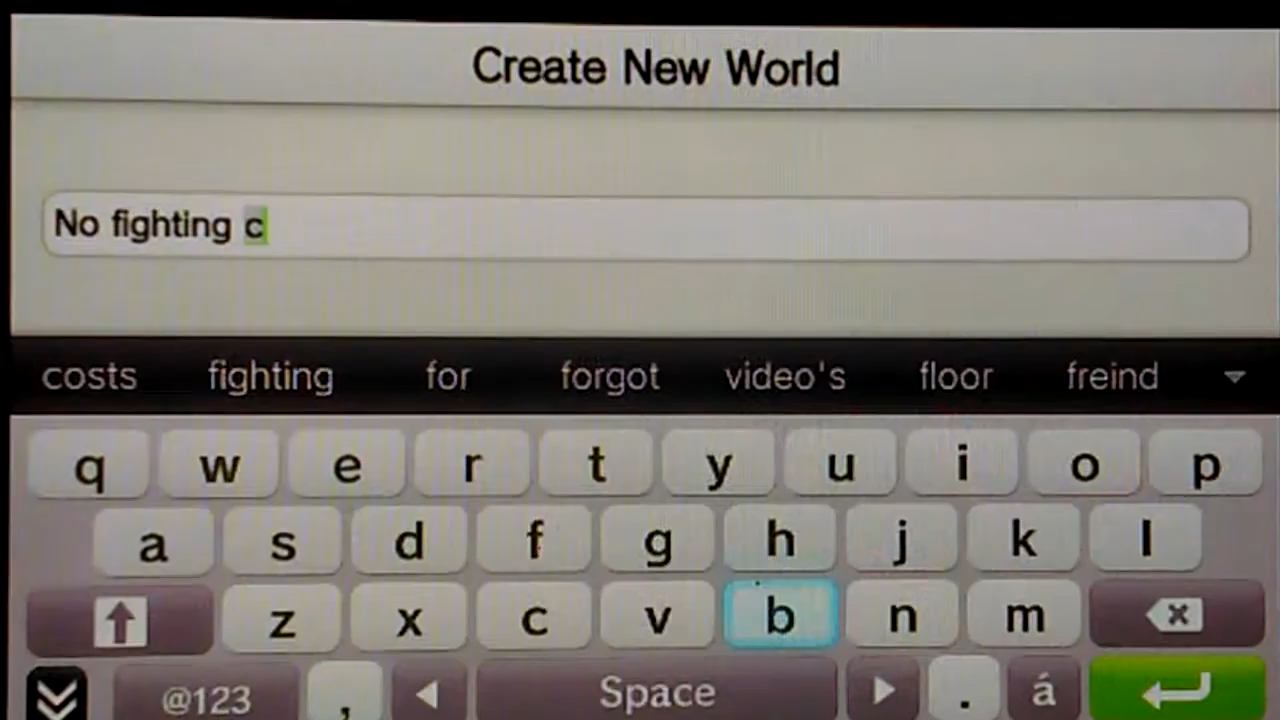 Create New World
No fighting c
costs fighting for forgot video's floor freind
q w e r t y u i o p
a s d f g h j k l
z x c v b n m
@123 , Space . á